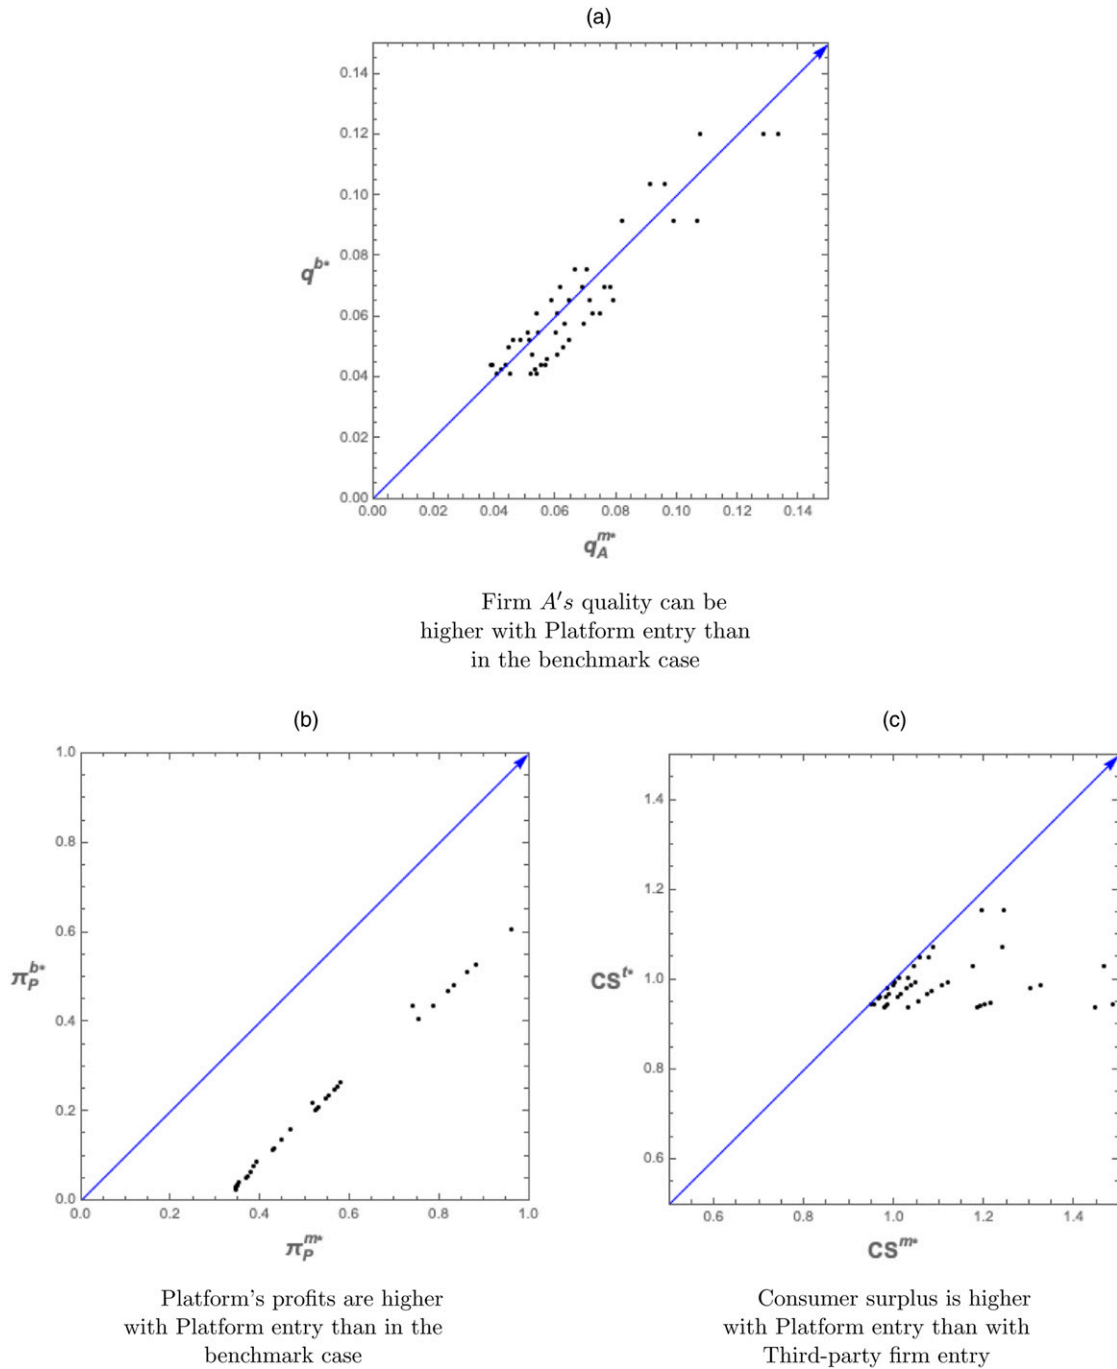 (a)
0.14
0.12
0.10
0.08
q^{b*}
0.06
0.04
0.02
0.00
0.00 0.02 0.04 0.06 0.08 0.10 0.12 0.14
q_A^{m*}
Firm A's quality can be
higher with Platform entry than
in the benchmark case
(b)
1.0
0.8
0.6
π_P^{b*}
0.4
0.2
0.0
0.0 0.2 0.4 0.6 0.8 1.0
π_P^{m*}
Platform's profits are higher
with Platform entry than in the
benchmark case
(c)
1.4
1.2
CS^{t*}
1.0
0.8
0.6
0.6 0.8 1.0 1.2 1.4
CS^{m*}
Consumer surplus is higher
with Platform entry than with
Third-party firm entry